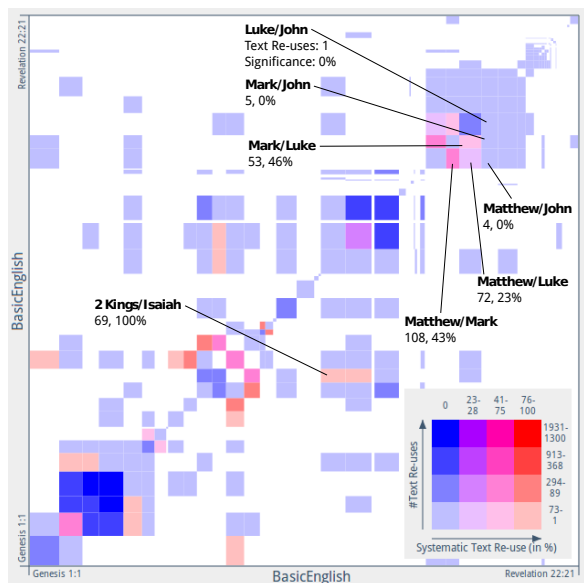 Revelation 22:21
Luke/John
Text Re-uses: 1
Significance: 0%
Mark/John
5, 0%
Mark/Luke
53, 46%
Matthew/John
4, 0%
Matthew/Luke
72, 23%
Matthew/Mark
108, 43%
2 Kings/Isaiah
69, 100%
BasicEnglish
0
23-
28
41-
75
76-
100
1931-
1300
913-
368
294-
89
73-
1
#Text Re-uses
Systematic Text Re-use (in %)
Genesis 1:1
Genesis 1:1
BasicEnglish
Revelation 22:21